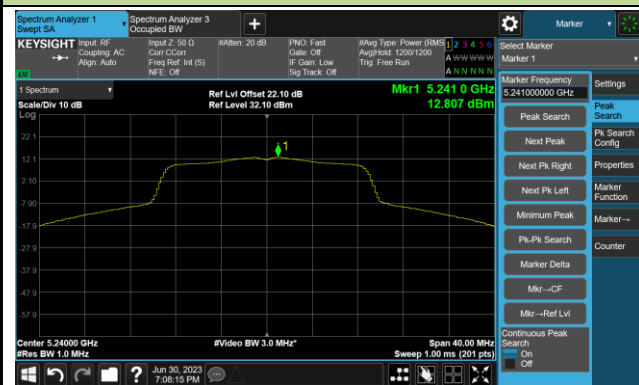 Spectrum Analyzer 1
Swept SA
Spectrum Analyzer 3
Occupied BW
+
Marker
KEYSIGHT
Input: RF
Coupling: AC
Align: Auto
Input Z: 50 Ω
Corr CCorr
Freq Ref: Int (S)
NFE: Off
#Atten: 20 dB
PNO: Fast
Gate: Off
IF Gain: Low
Sig Track: Off
#Avg Type: Power (RMS
Avg|Hold: 1200/1200
Trig: Free Run
1 2 3 4 5 6
A W W W W W
A N N N N N
Select Marker
Marker 1
1 Spectrum
Scale/Div 10 dB
Ref Lvl Offset 22.10 dB
Ref Level 32.10 dBm
Mkr1 5.241 0 GHz
12.807 dBm
Log
22.1
12.1
2.10
-7.90
-17.9
-27.9
-37.9
-47.9
-57.9
1
Center 5.24000 GHz
#Res BW 1.0 MHz
#Video BW 3.0 MHz*
Span 40.00 MHz
Sweep 1.00 ms (201 pts)
Marker Frequency
5.241000000 GHz
Peak Search
Next Peak
Next Pk Right
Next Pk Left
Minimum Peak
Pk-Pk Search
Marker Delta
Mkr→CF
Mkr→Ref Lvl
Continuous Peak
Search
On
Off
Settings
Peak
Search
Pk Search
Config
Properties
Marker
Function
Marker→
Counter
?
Jun 30, 2023
7:08:15 PM